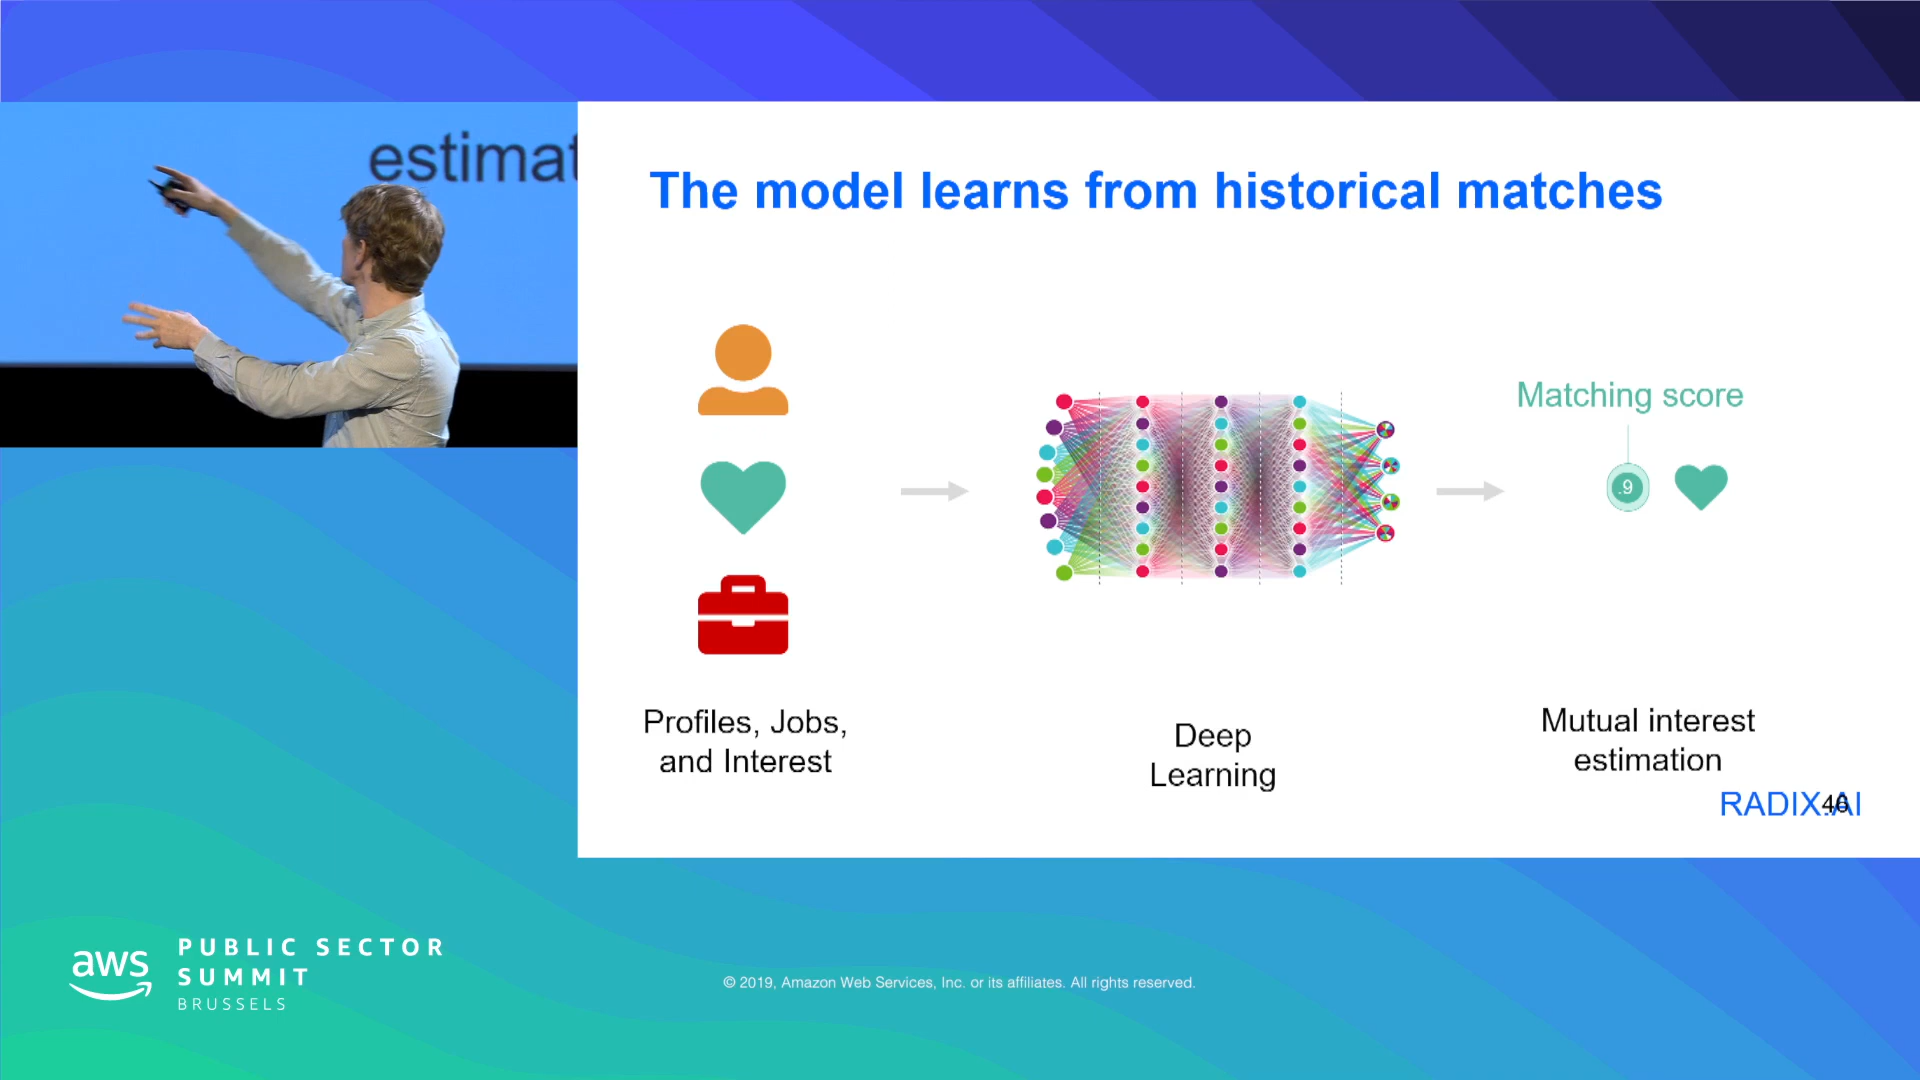 estimat
The model learns from historical matches
Matching score
.9
Profiles, Jobs,
and Interest
Deep
Learning
Mutual interest
estimation
RADIX.AI
46
aws
PUBLIC SECTOR
SUMMIT
BRUSSELS
© 2019, Amazon Web Services, Inc. or its affiliates. All rights reserved.